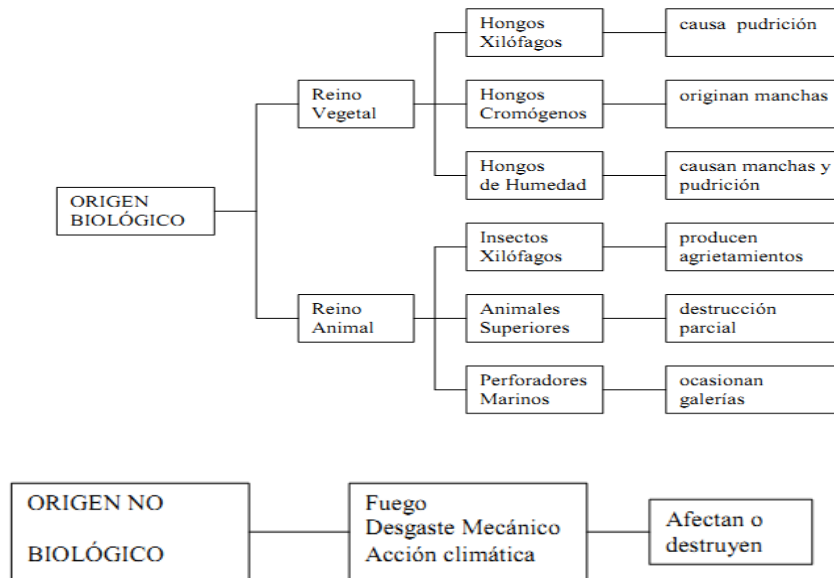 Hongos
Xilófagos
causa pudrición
Reino
Vegetal
Hongos
Cromógenos
originan manchas
Hongos
de Humedad
causan manchas y
pudrición
ORIGEN
BIOLÓGICO
Insectos
Xilófagos
producen
agrietamientos
Reino
Animal
Animales
Superiores
destrucción
parcial
Perforadores
Marinos
ocasionan
galerías
ORIGEN NO
BIOLÓGICO
Fuego
Desgaste Mecánico
Acción climática
Afectan o
destruyen